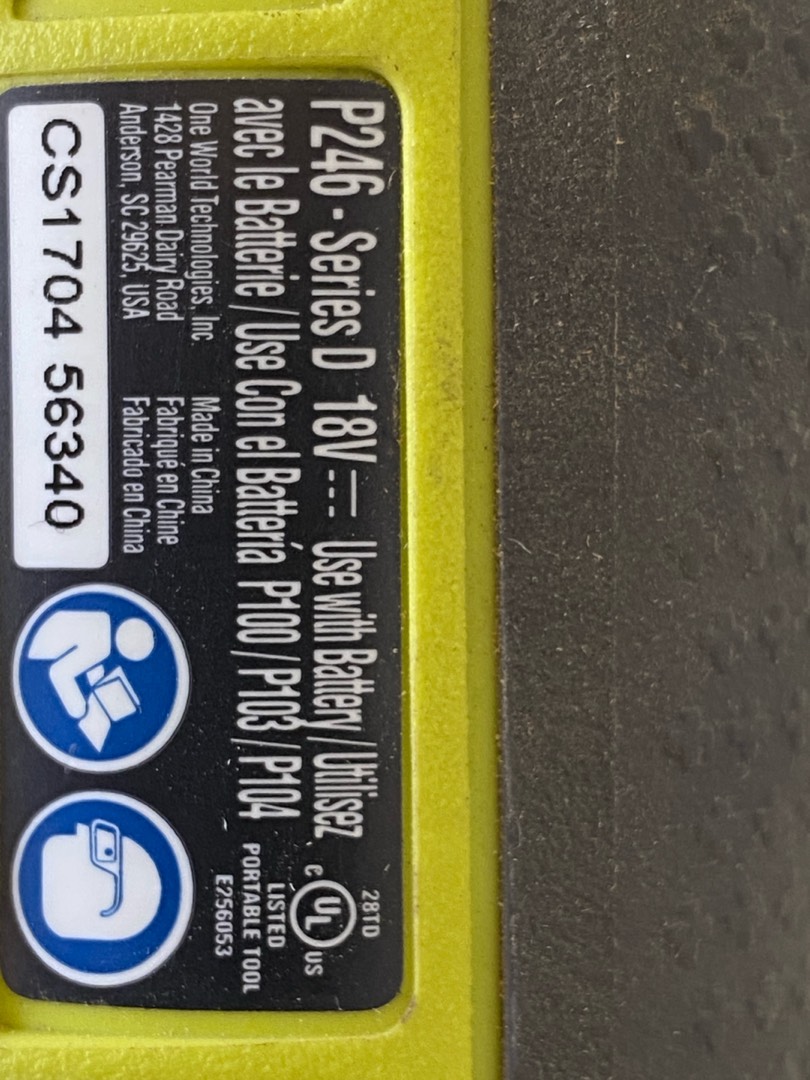 P246 - Series D 18V Use with Battery / Utilisez
avec le Batterie / Use Con el Battería P100 / P103 / P104
One World Technologies, Inc
1428 Pearman Dairy Road
Anderson, SC 29625, USA
Made in China
Fabriqué en Chine
Fabricado en China
CS1704 56340
28TD
C UL US
LISTED
PORTABLE TOOL
E256053